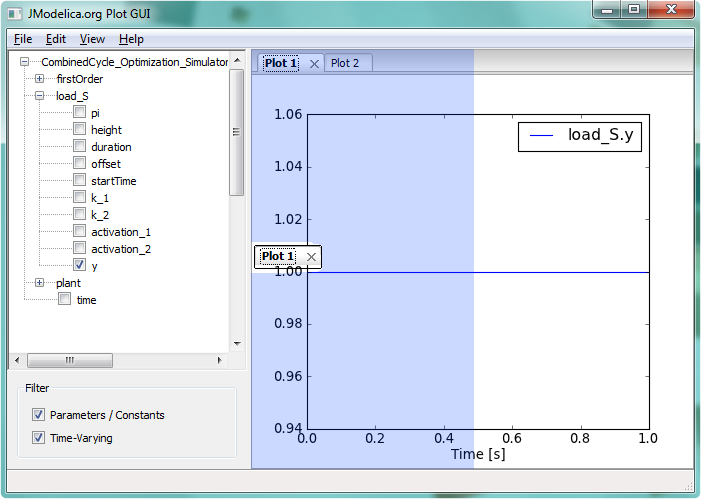 JModelica.org Plot GUI
File Edit View Help
CombinedCycle_Optimization_Simulator
firstOrder
load_S
pi
height
duration
offset
startTime
k_1
k_2
activation_1
activation_2
y
plant
time
Filter
Parameters / Constants
Time-Varying
Plot 1 Plot 2
1.06
load_S.y
1.04
1.02
Plot 1
1.00
0.98
0.96
0.94
0.0 0.2 0.4 0.6 0.8 1.0
Time [s]